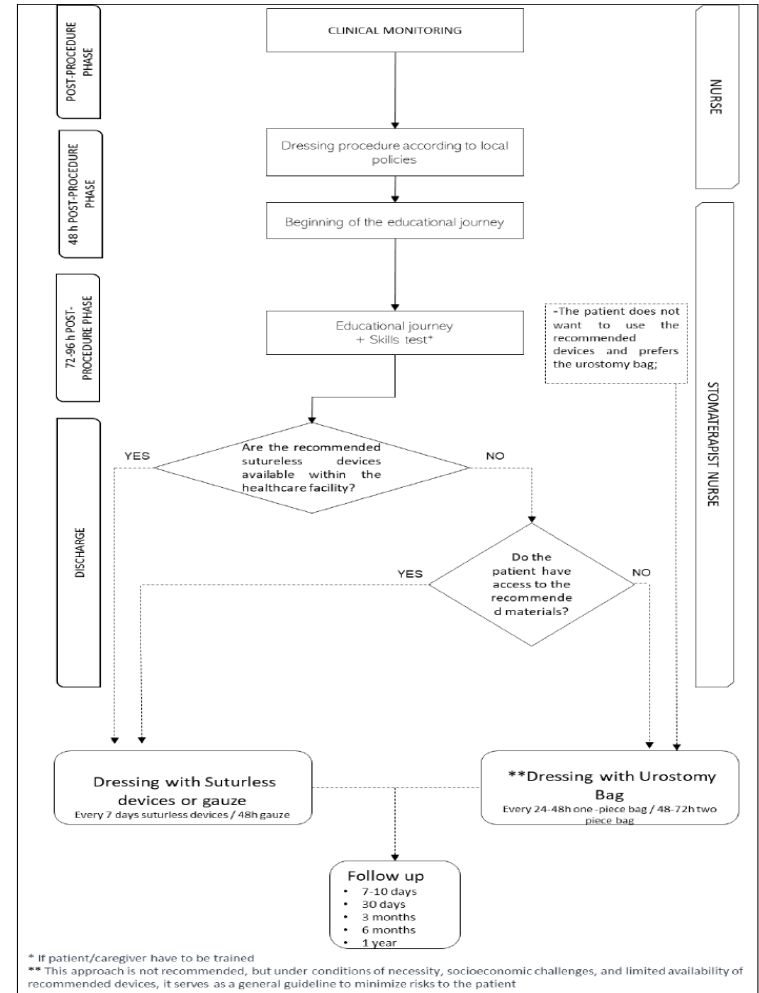 POST-PROCEDURE
PHASE
CLINICAL MONITORING
NURSE
48 h POST-PROCEDURE
PHASE
Dressing procedure according to local
policies
Beginning of the educational journey
72-96 h POST-
PROCEDURE PHASE
Educational journey
+ Skills test*
-The patient does not
want to use the
recommended
devices and prefers
the urostomy bag;
STOMATERAPIST NURSE
DISCHARGE
YES
Are the recommended
sutureless devices
available within the
healthcare facility?
NO
YES
Do the
patient have
access to the
recommende
d materials?
NO
Dressing with Suturless
devices or gauze
Every 7 days suturless devices / 48h gauze
**Dressing with Urostomy
Bag
Every 24-48h one-piece bag / 48-72h two
piece bag
Follow up
• 7-10 days
• 30 days
• 3 months
• 6 months
• 1 year
* If patient/caregiver have to be trained
** This approach is not recommended, but under conditions of necessity, socioeconomic challenges, and limited availability of
recommended devices, it serves as a general guideline to minimize risks to the patient